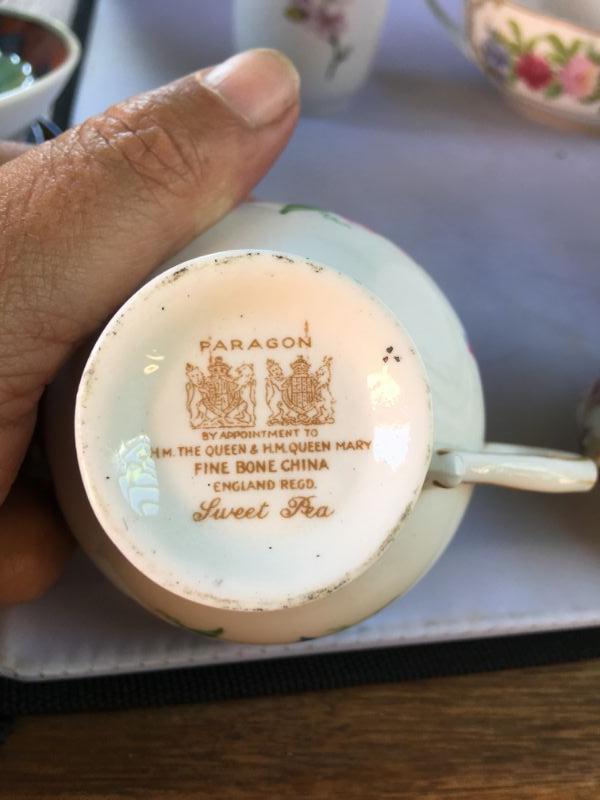 PARAGON
BY APPOINTMENT TO
H.M. THE QUEEN & H.M. QUEEN MARY
FINE BONE CHINA
ENGLAND REGD.
Sweet Pea